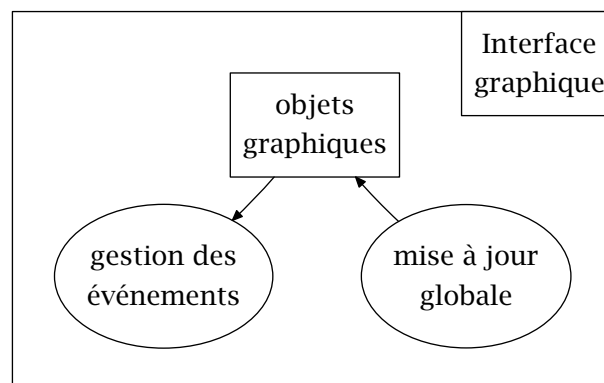 Interface
graphique
objets
graphiques
gestion des
événements
mise à jour
globale